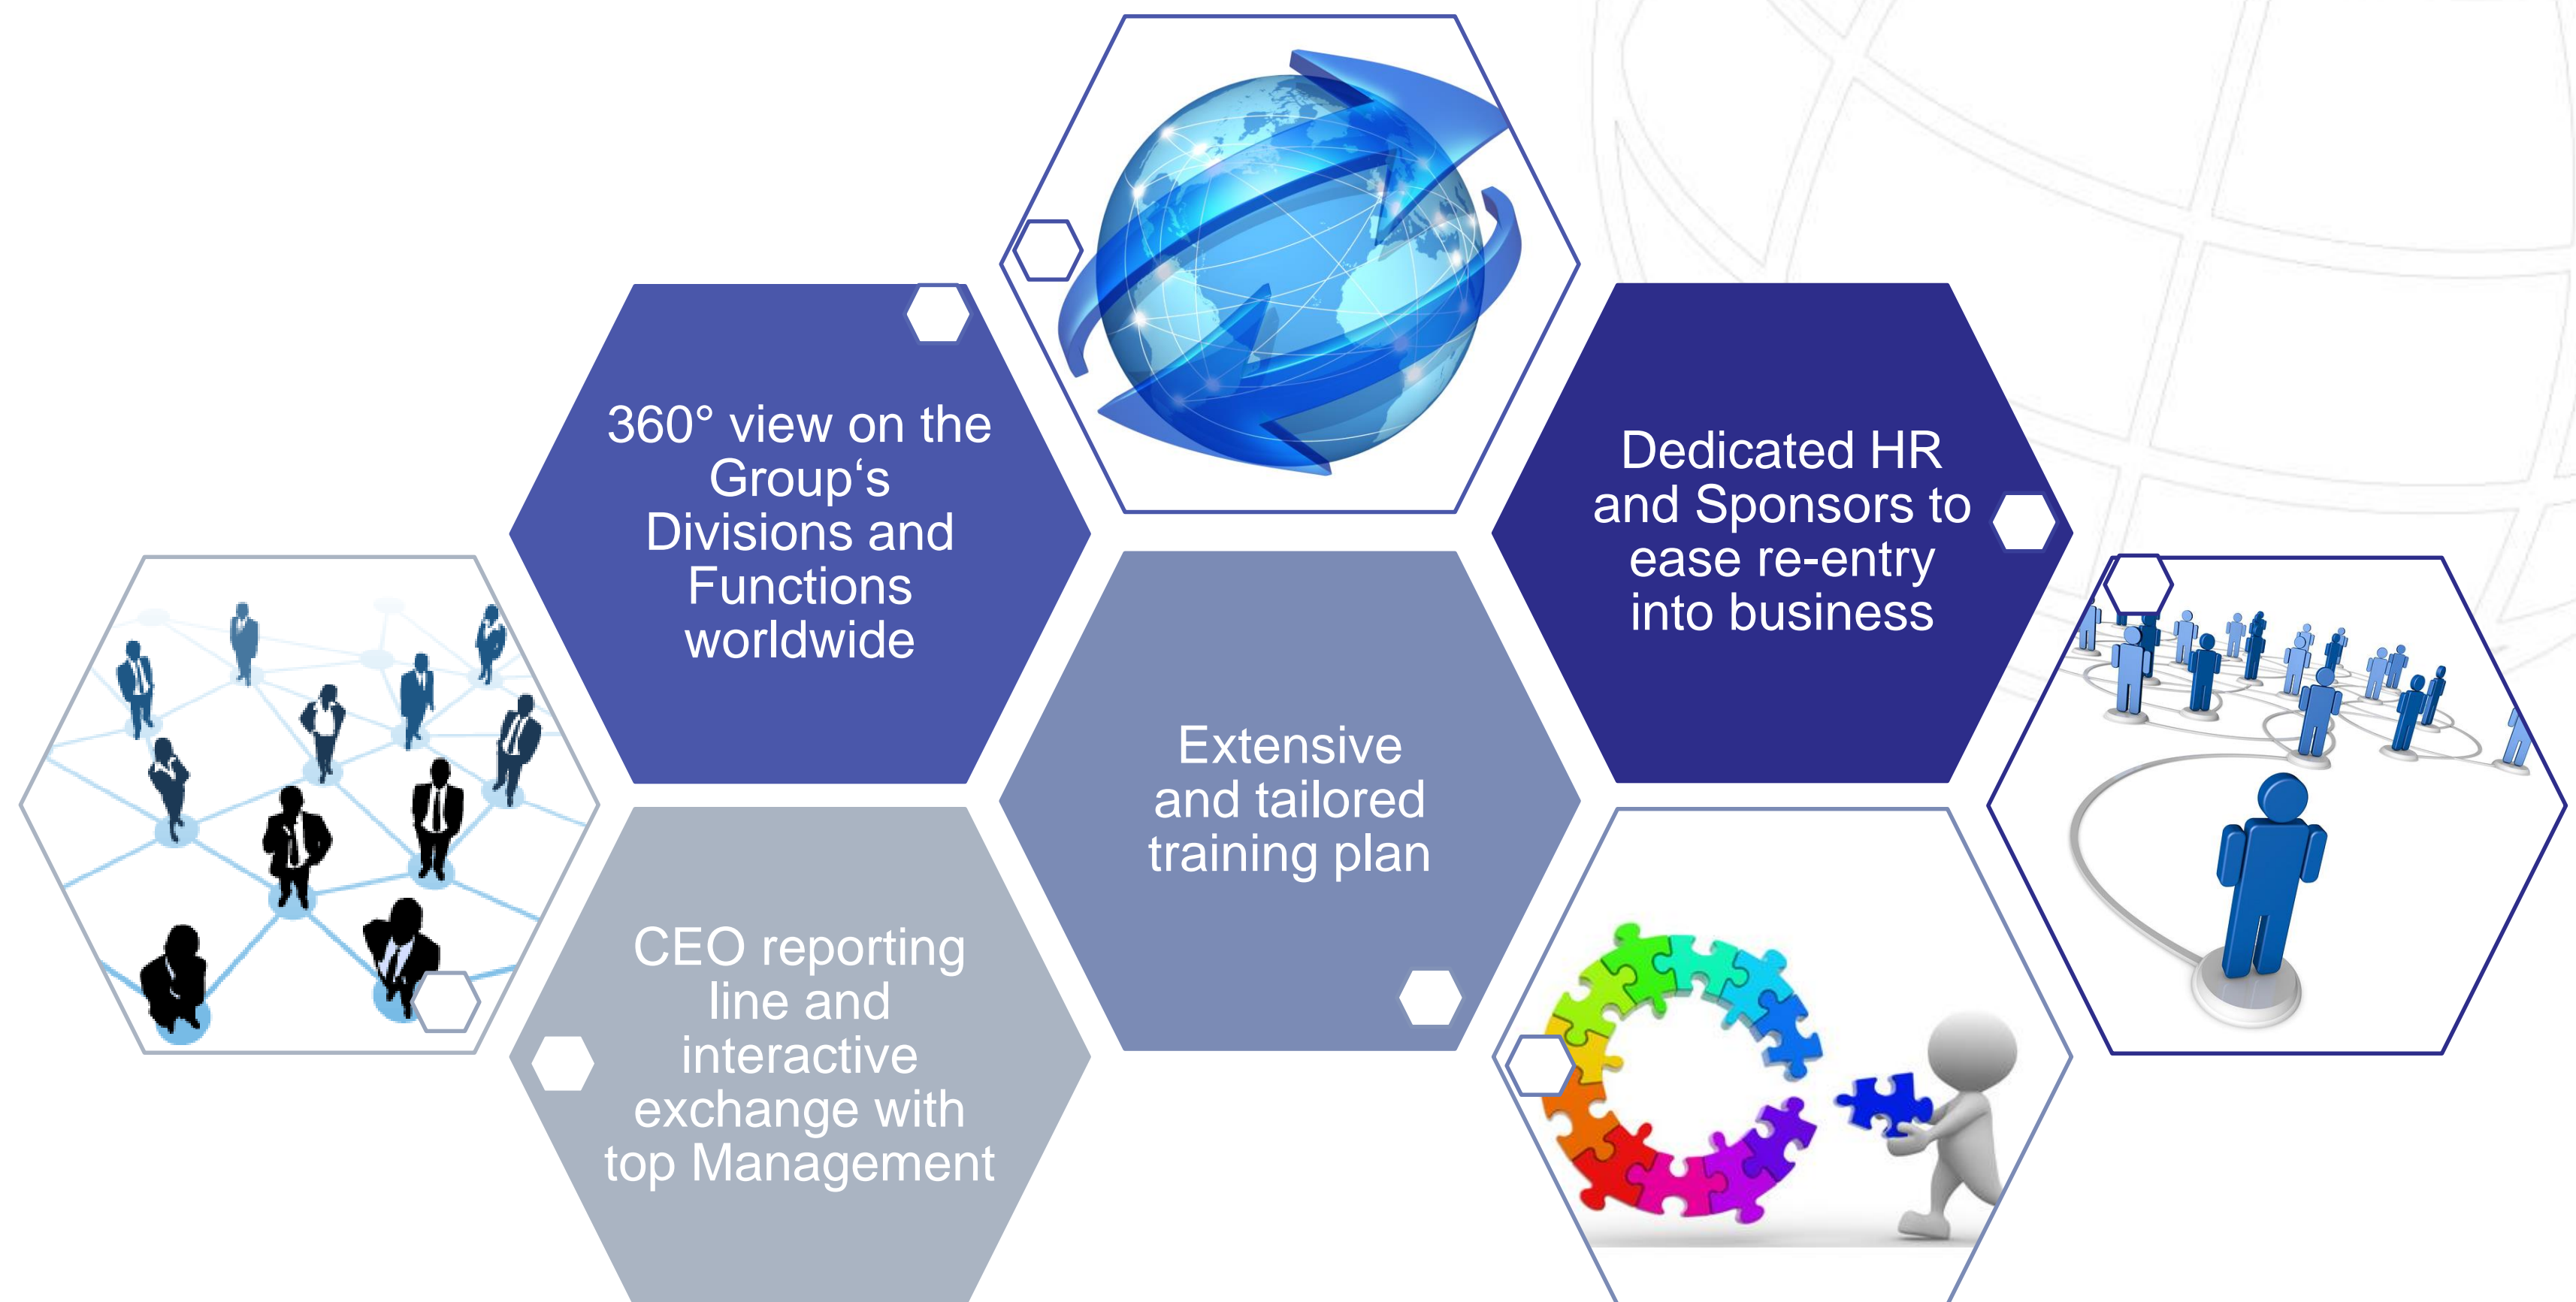 360° view on the
Group‘s
Divisions and
Functions
worldwide
CEO reporting
line and
interactive
exchange with
top Management
Extensive
and tailored
training plan
Dedicated HR
and Sponsors to
ease re-entry
into business